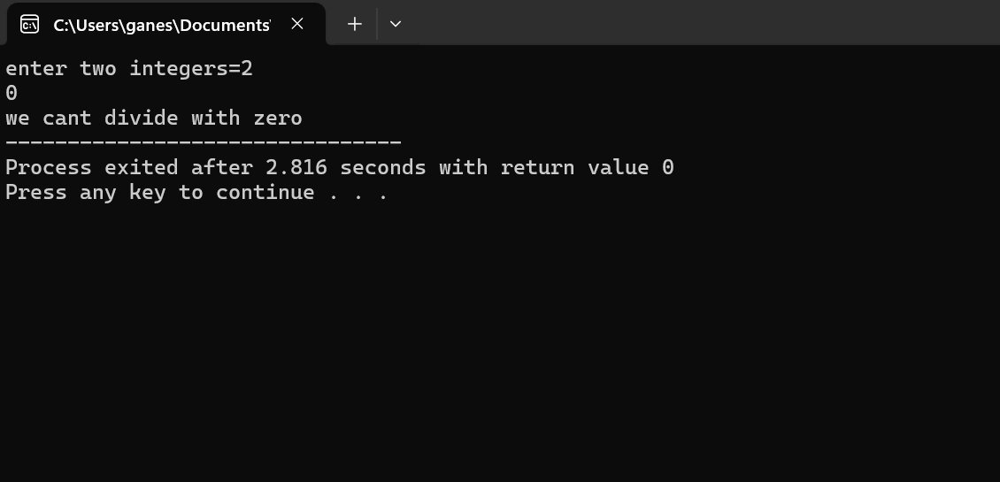 C:\Users\ganes\Documents'
enter two integers=2
0
we cant divide with zero
--------------------------------
Process exited after 2.816 seconds with return value 0
Press any key to continue . . .